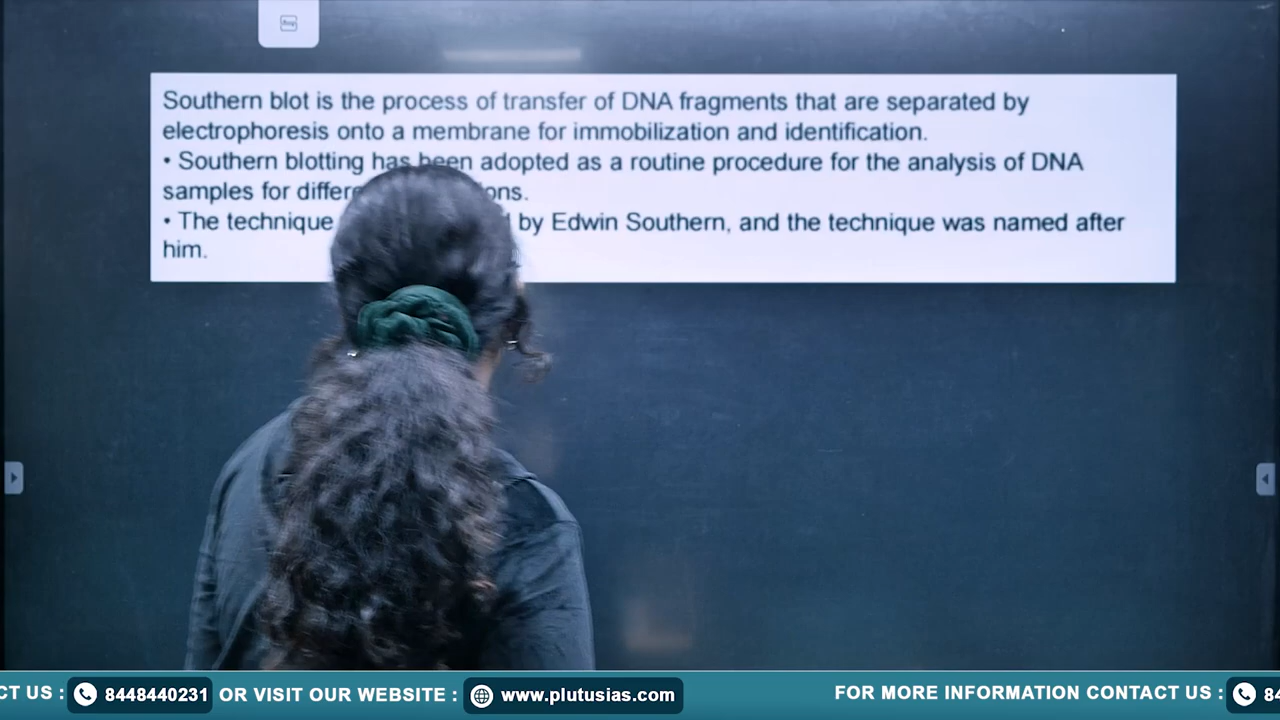 Southern blot is the process of transfer of DNA fragments that are separated by
electrophoresis onto a membrane for immobilization and identification.
• Southern blotting has been adopted as a routine procedure for the analysis of DNA
samples for
• The technique by Edwin Southern, and the technique was named after
him.
CT US : 8448440231 OR VISIT OUR WEBSITE : www.plutusias.com FOR MORE INFORMATION CONTACT US : 84